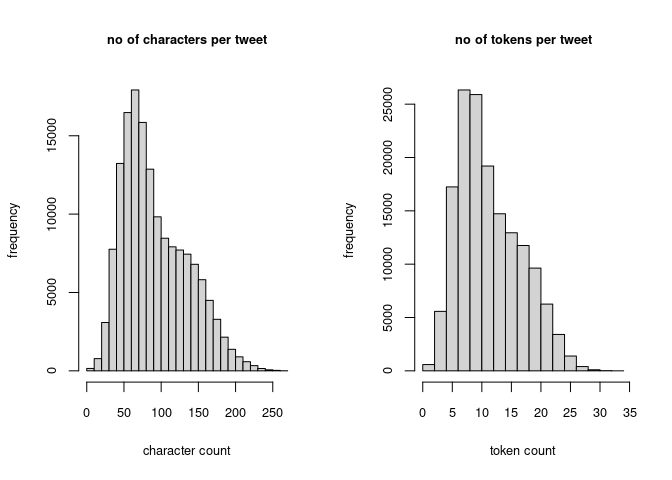 no of characters per tweet
frequency
15000
10000
5000
0
0 50 100 150 200 250
character count
no of tokens per tweet
frequency
25000
20000
15000
10000
5000
0
0 5 10 15 20 25 30 35
token count